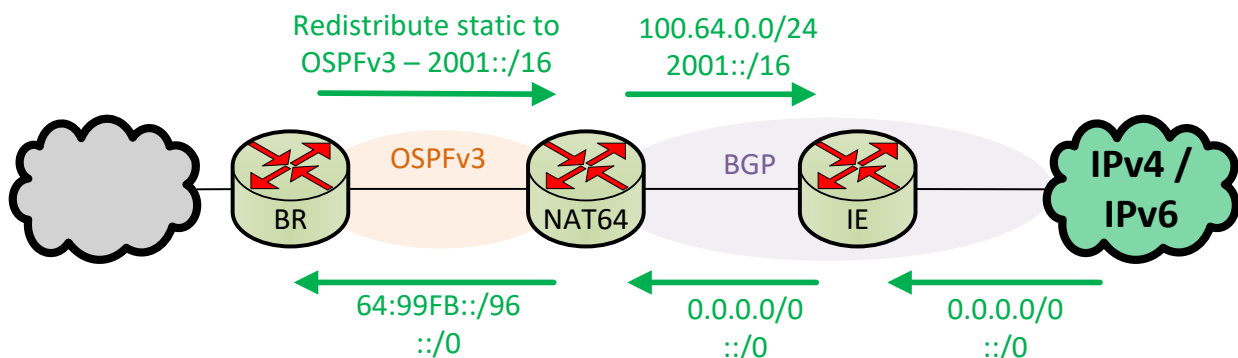 Redistribute static to
OSPFv3 – 2001::/16
100.64.0.0/24
2001::/16
OSPFv3
BGP
BR
NAT64
IE
IPv4 /
IPv6
64:99FB::/96
::/0
0.0.0.0/0
::/0
0.0.0.0/0
::/0